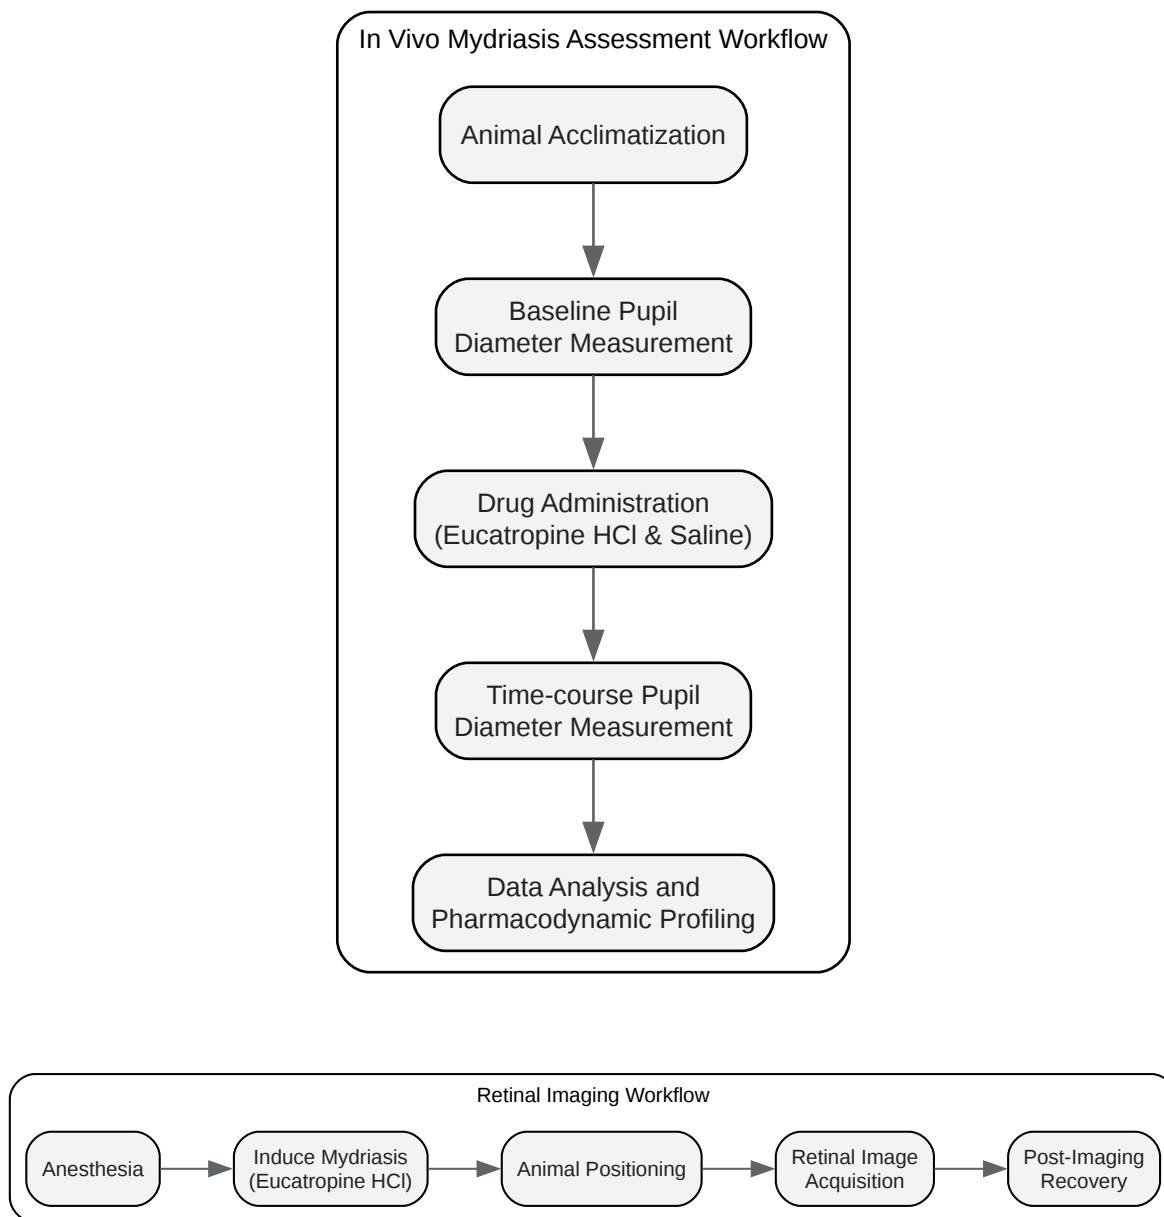 In Vivo Mydriasis Assessment Workflow
Animal Acclimatization
Baseline Pupil
Diameter Measurement
Drug Administration
(Eucatropine HCl & Saline)
Time-course Pupil
Diameter Measurement
Data Analysis and
Pharmacodynamic Profiling
Retinal Imaging Workflow
Anesthesia
Induce Mydriasis
(Eucatropine HCl)
Animal Positioning
Retinal Image
Acquisition
Post-Imaging
Recovery